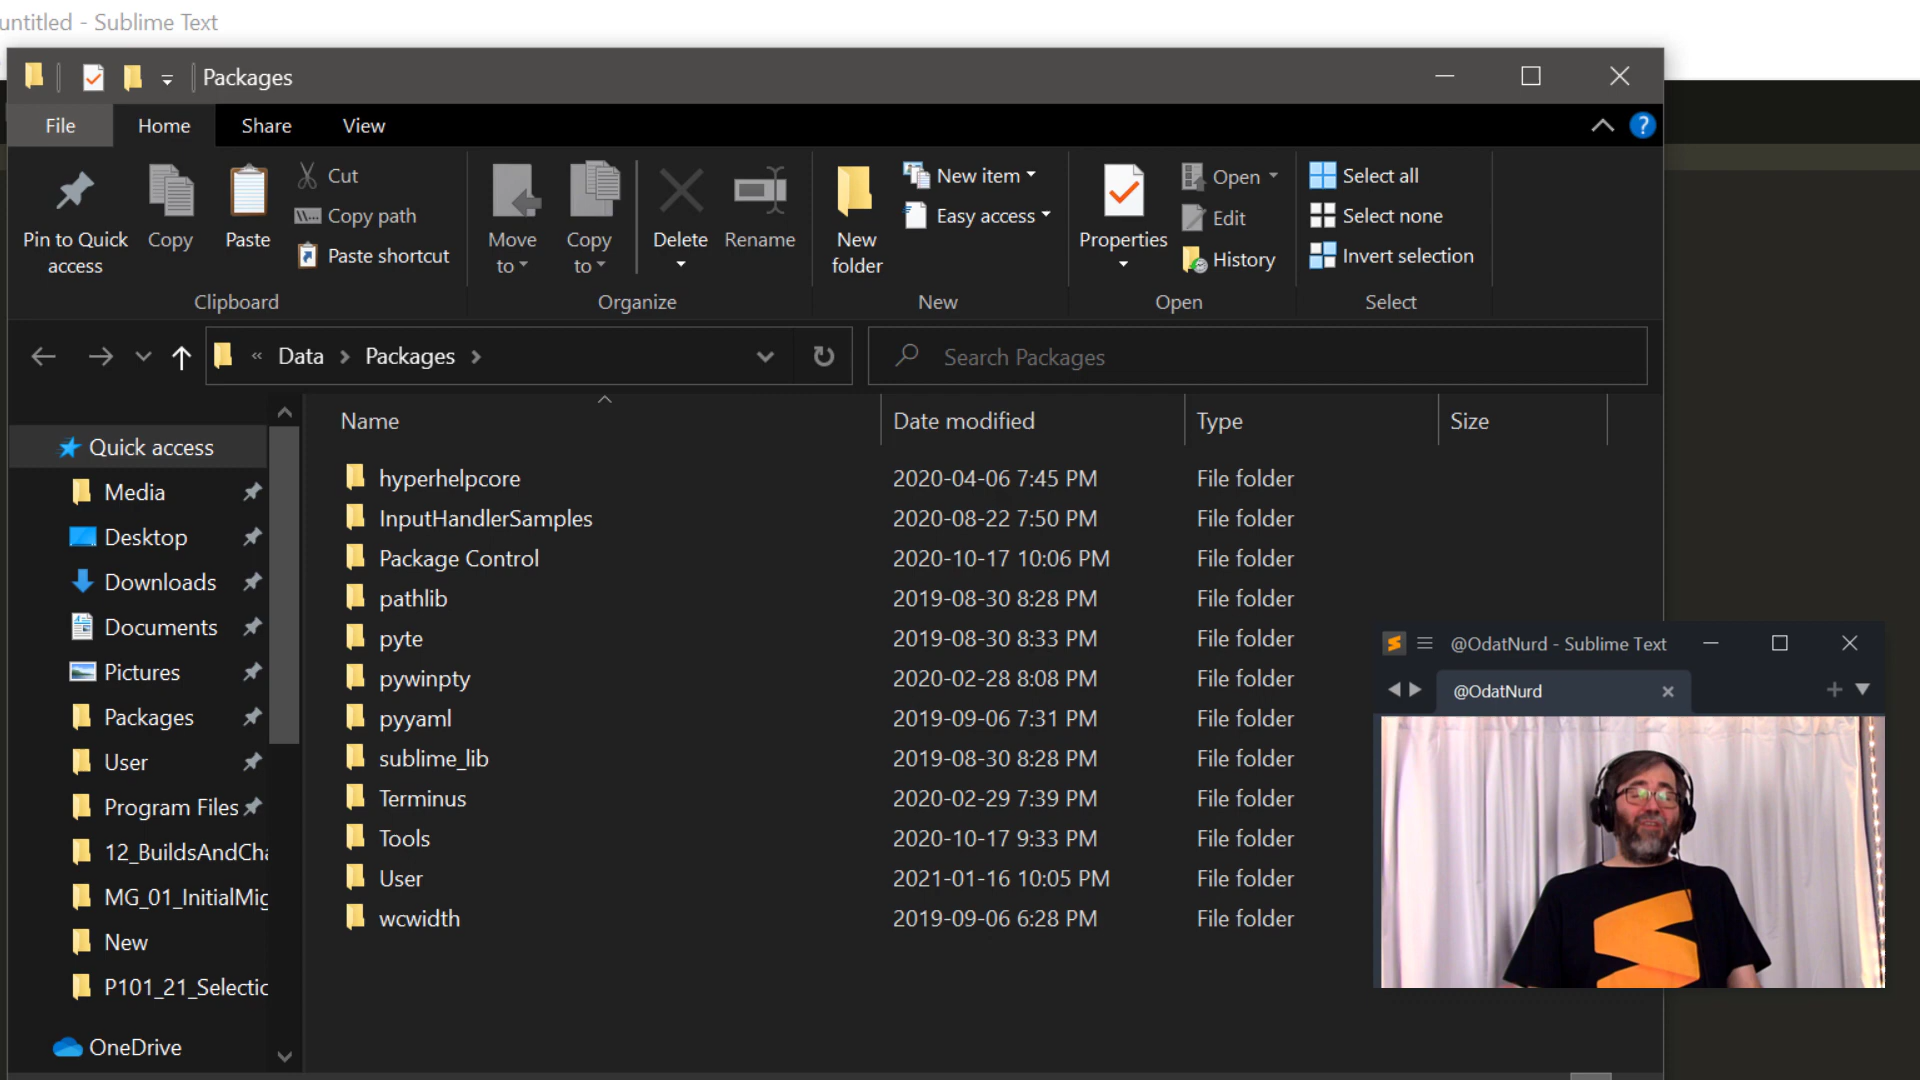 untitled - Sublime Text
Packages
File Home Share View
Pin to Quick access
Copy
Paste
Cut
Copy path
Paste shortcut
Clipboard
Move to
Copy to
Delete
Rename
Organize
New folder
New item
Easy access
New
Properties
Open
Edit
History
Open
Select all
Select none
Invert selection
Select
« Data Packages
Search Packages
Name Date modified Type Size
Quick access
Media
Desktop
Downloads
Documents
Pictures
Packages
User
Program Files
12_BuildsAndCha
MG_01_InitialMig
New
P101_21_Selectic
OneDrive
hyperhelpcore 2020-04-06 7:45 PM File folder
InputHandlerSamples 2020-08-22 7:50 PM File folder
Package Control 2020-10-17 10:06 PM File folder
pathlib 2019-08-30 8:28 PM File folder
pyte 2019-08-30 8:33 PM File folder
pywinpty 2020-02-28 8:08 PM File folder
pyyaml 2019-09-06 7:31 PM File folder
sublime_lib 2019-08-30 8:28 PM File folder
Terminus 2020-02-29 7:39 PM File folder
Tools 2020-10-17 9:33 PM File folder
User 2021-01-16 10:05 PM File folder
wcwidth 2019-09-06 6:28 PM File folder
@OdatNurd - Sublime Text
@OdatNurd